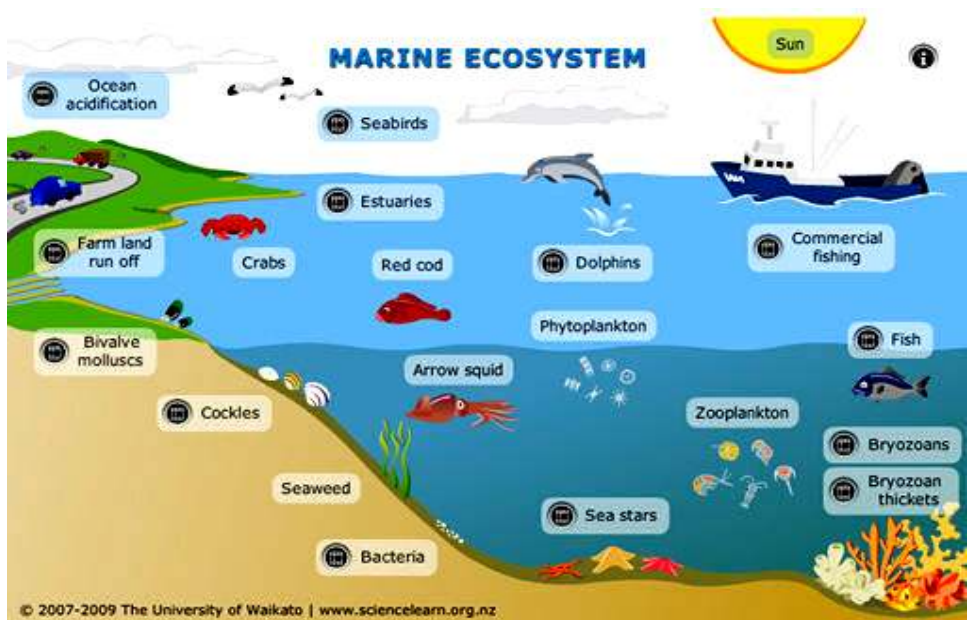 MARINE ECOSYSTEM
Sun
Ocean
acidification
Seabirds
Estuaries
Farm land
run off
Crabs
Red cod
Dolphins
Commercial
fishing
Phytoplankton
Bivalve
molluscs
Fish
Arrow squid
Cockles
Zooplankton
Bryozoans
Seaweed
Bryozoan
thickets
Sea stars
Bacteria
© 2007-2009 The University of Waikato | www.sciencelearn.org.nz